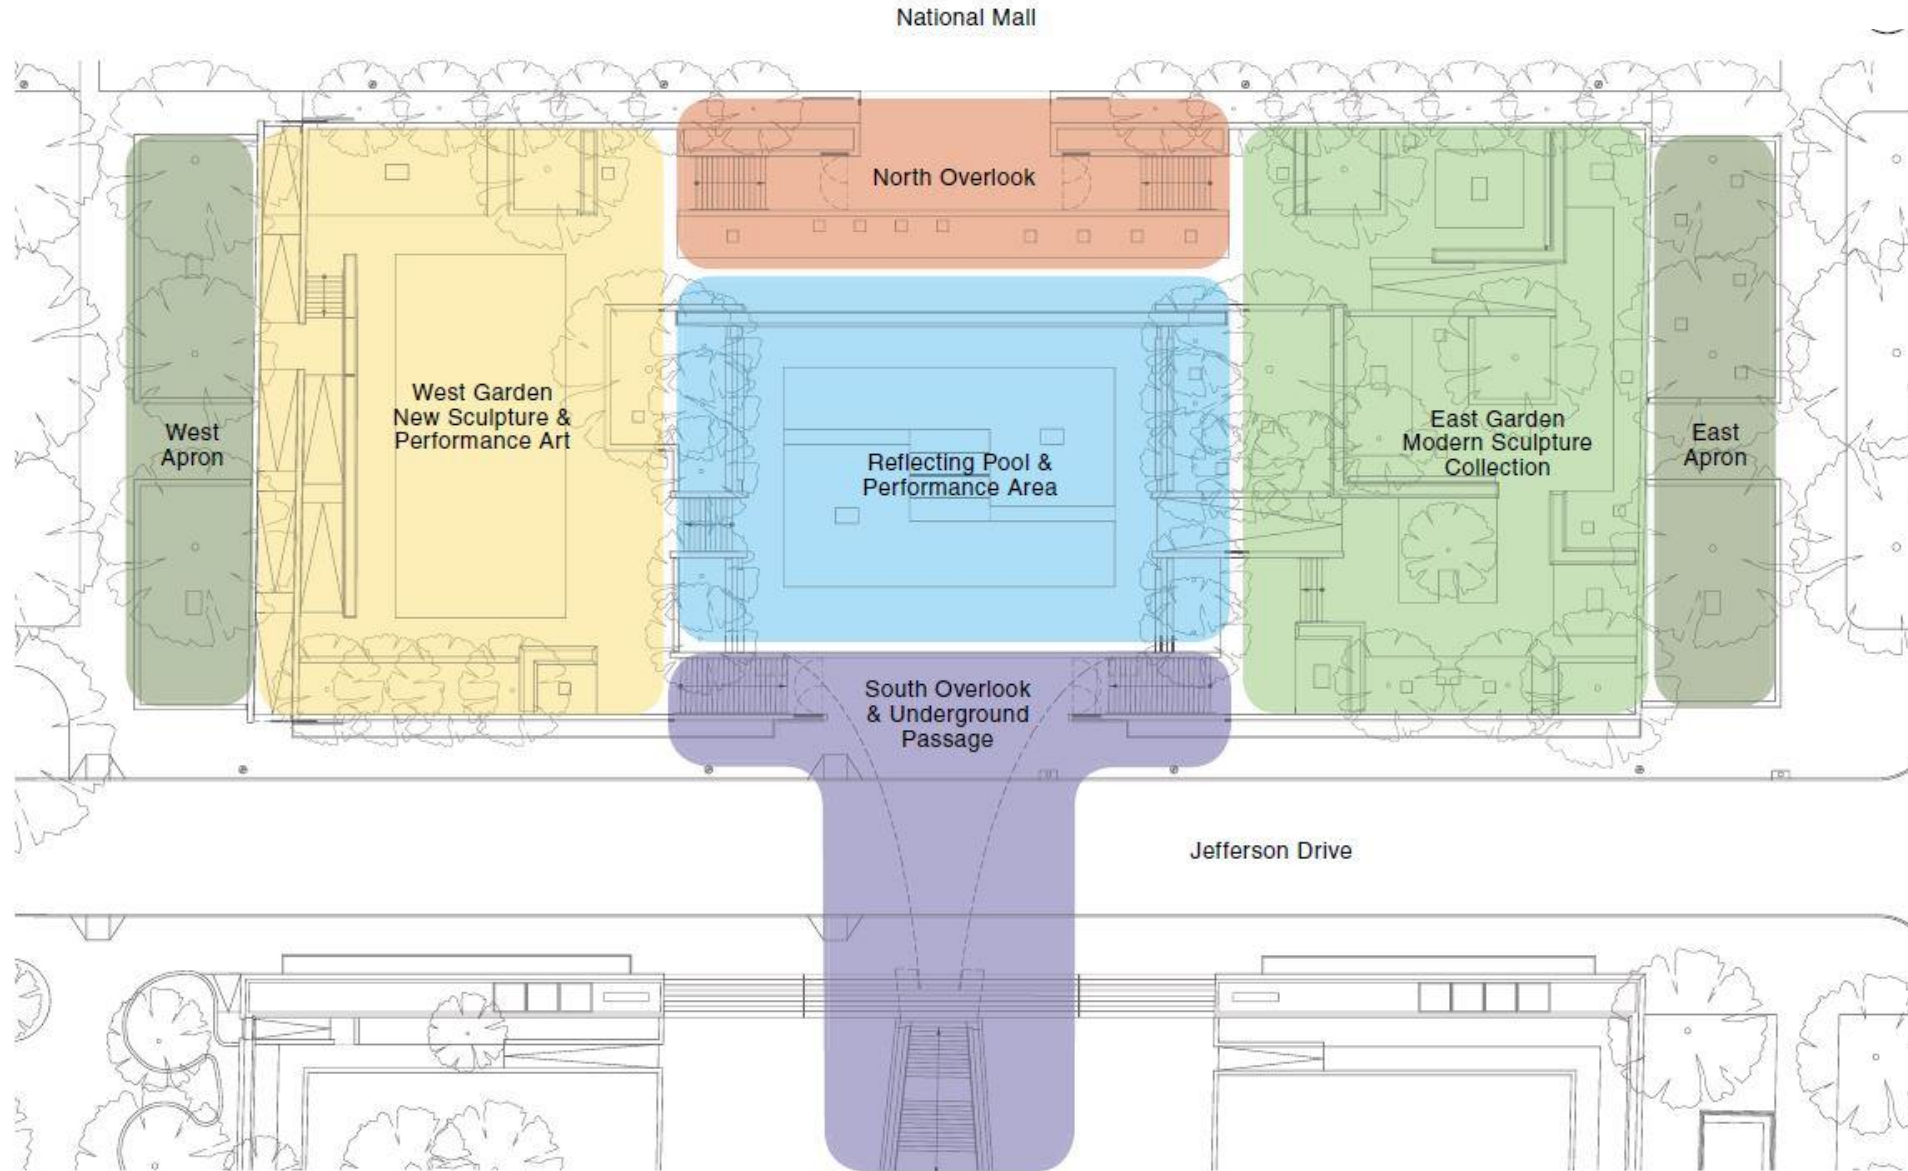 National Mall
North Overlook
West Garden
New Sculpture &
Performance Art
West
Apron
Reflecting Pool &
Performance Area
East Garden
Modern Sculpture
Collection
East
Apron
South Overlook
& Underground
Passage
Jefferson Drive